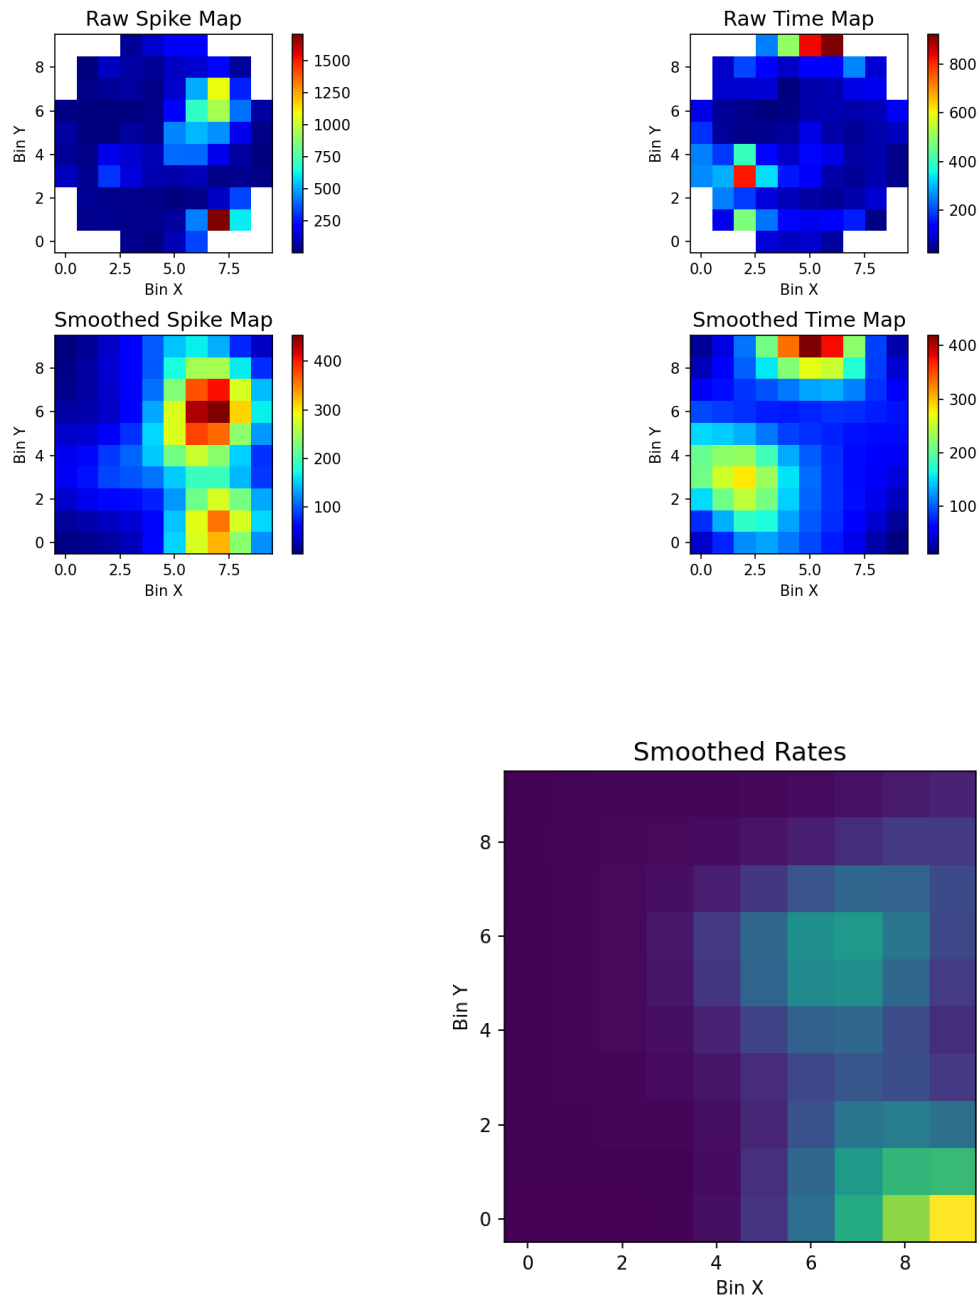 Raw Spike Map
Bin Y
8
6
4
2
0
0.0 2.5 5.0 7.5
Bin X
1500
1250
1000
750
500
250
Raw Time Map
Bin Y
8
6
4
2
0
0.0 2.5 5.0 7.5
Bin X
800
600
400
200
Smoothed Spike Map
Bin Y
8
6
4
2
0
0.0 2.5 5.0 7.5
Bin X
400
300
200
100
Smoothed Time Map
Bin Y
8
6
4
2
0
0.0 2.5 5.0 7.5
Bin X
400
300
200
100
Smoothed Rates
Bin Y
8
6
4
2
0
0 2 4 6 8
Bin X